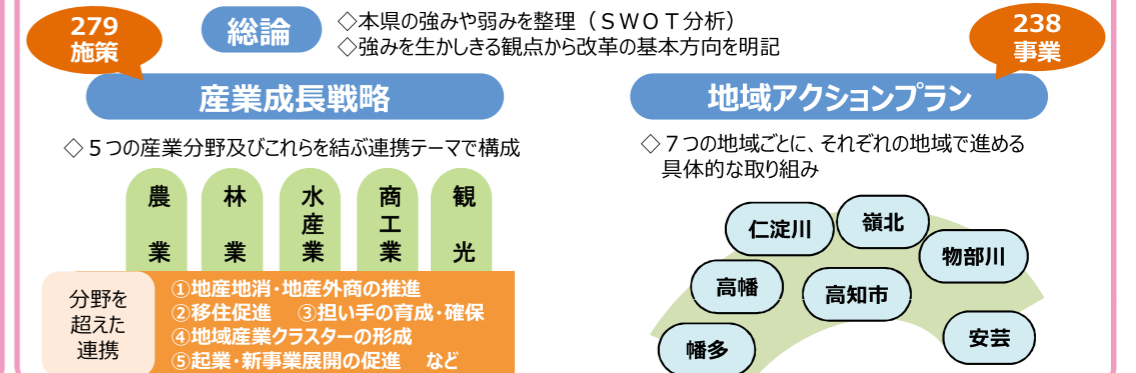 279
施策
総論
◇本県の強みや弱みを整理（ＳＷＯＴ分析）
◇強みを生かしきる観点から改革の基本方向を明記
238
事業
産業成長戦略
◇５つの産業分野及びこれらを結ぶ連携テーマで構成
農業
林業
水産業
商工業
観光
分野を
超えた
連携
①地産地消・地産外商の推進
②移住促進　③担い手の育成・確保
④地域産業クラスターの形成
⑤起業・新事業展開の促進　など
地域アクションプラン
◇７つの地域ごとに、それぞれの地域で進める
具体的な取り組み
仁淀川
嶺北
物部川
高幡
高知市
安芸
幡多